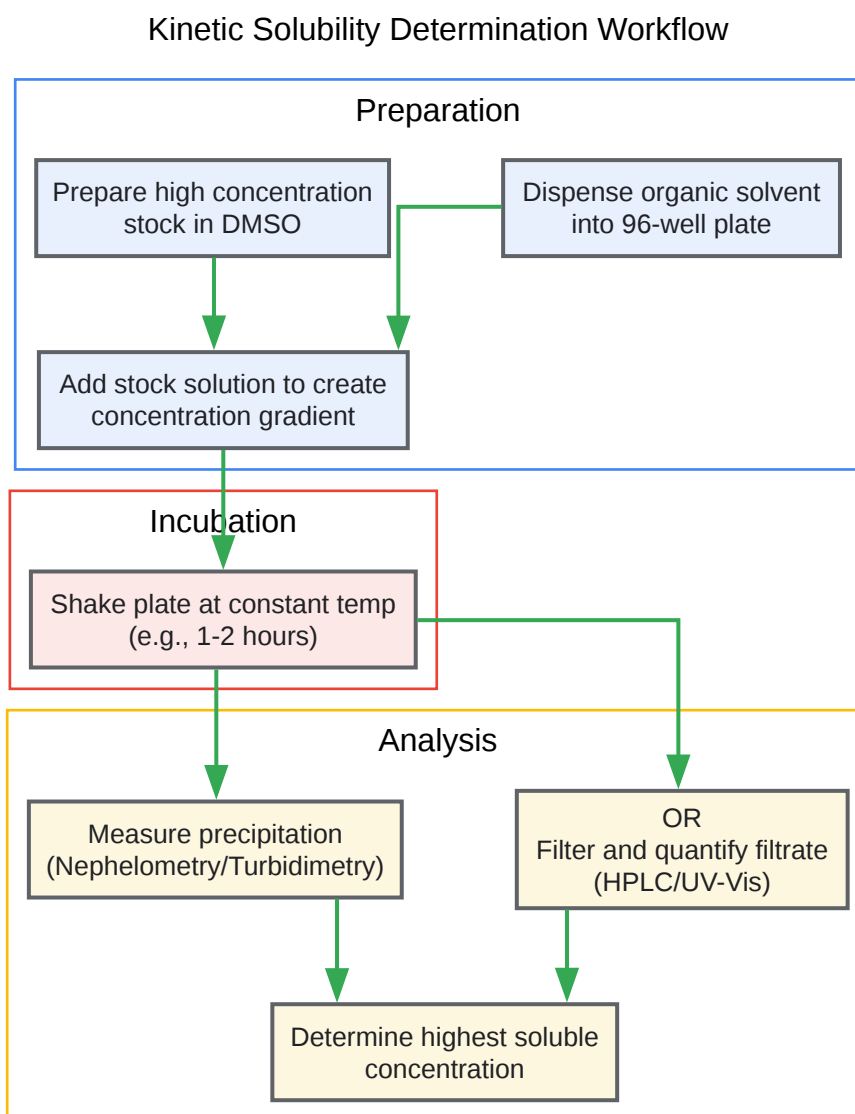 Kinetic Solubility Determination Workflow
Preparation
Prepare high concentration
stock in DMSO
Dispense organic solvent
into 96-well plate
Add stock solution to create
concentration gradient
Incubation
Shake plate at constant temp
(e.g., 1-2 hours)
Analysis
Measure precipitation
(Nephelometry/Turbidimetry)
OR
Filter and quantify filtrate
(HPLC/UV-Vis)
Determine highest soluble
concentration